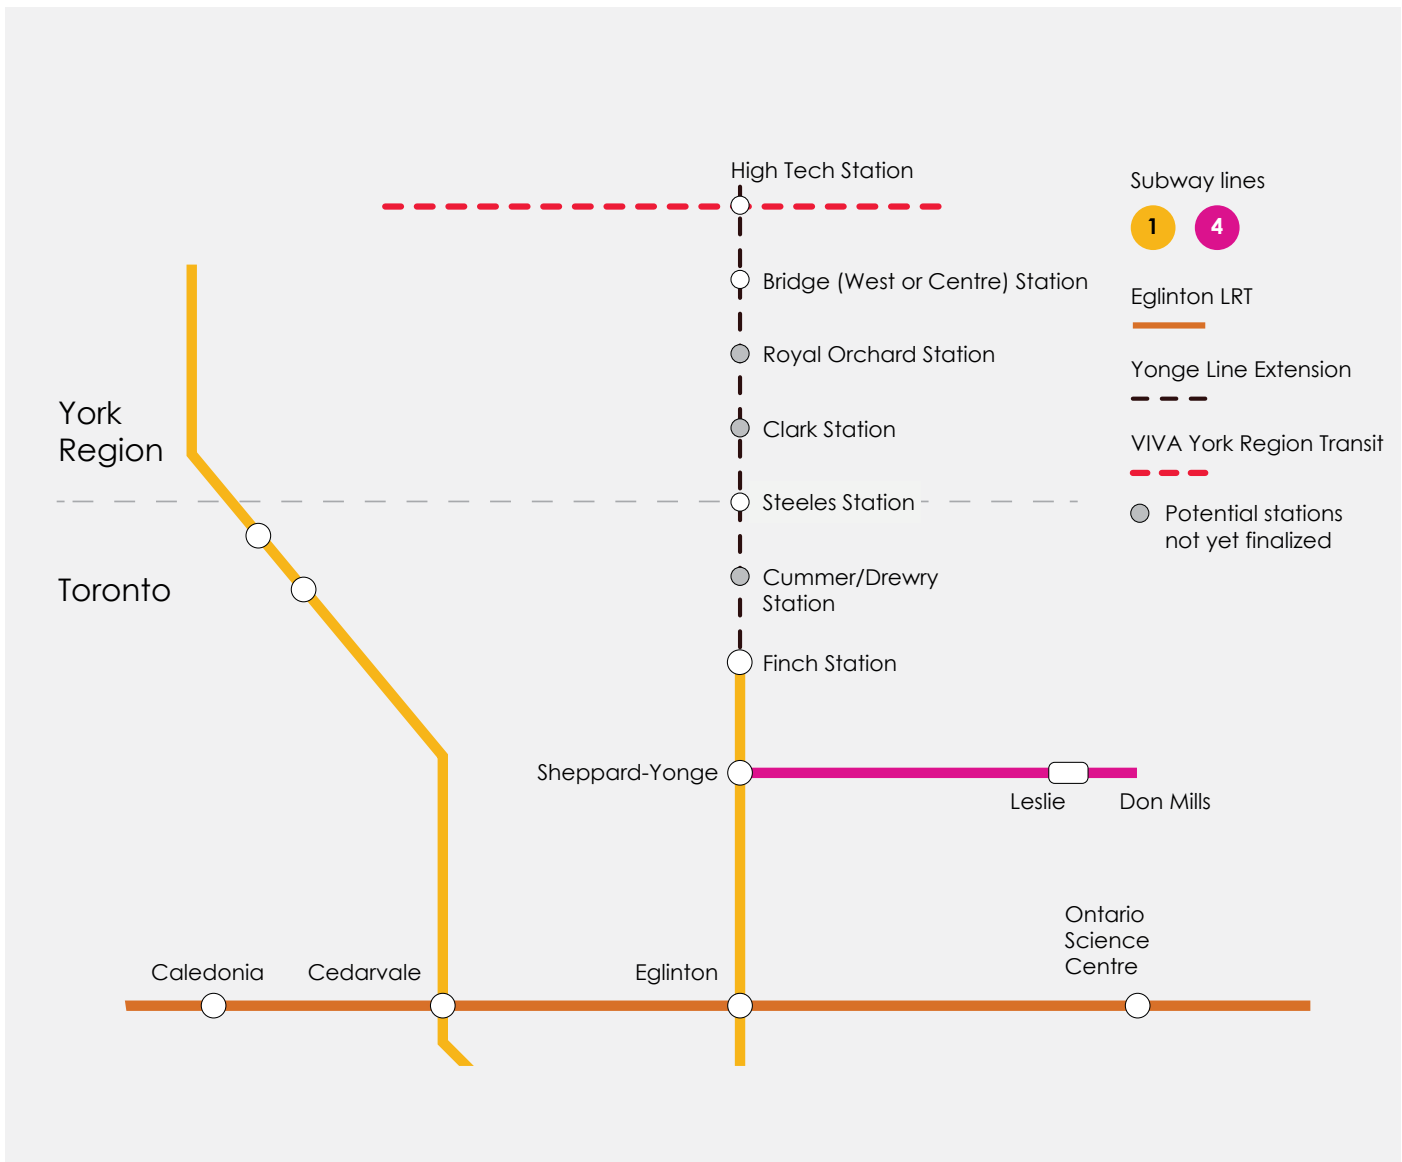 High Tech Station
Bridge (West or Centre) Station
Royal Orchard Station
Clark Station
Steeles Station
Cummer/Drewry
Station
Finch Station
York
Region
Toronto
Sheppard-Yonge
Leslie
Don Mills
Caledonia
Cedarvale
Eglinton
Ontario
Science
Centre
Subway lines
1
4
Eglinton LRT
Yonge Line Extension
VIVA York Region Transit
Potential stations
not yet finalized